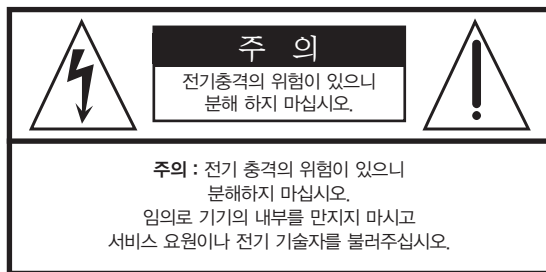 주 의
전기충격의 위험이 있으니
분해 하지 마십시오.
주의 : 전기 충격의 위험이 있으니
분해하지 마십시오.
임의로 기기의 내부를 만지지 마시고
서비스 요원이나 전기 기술자를 불러주십시오.